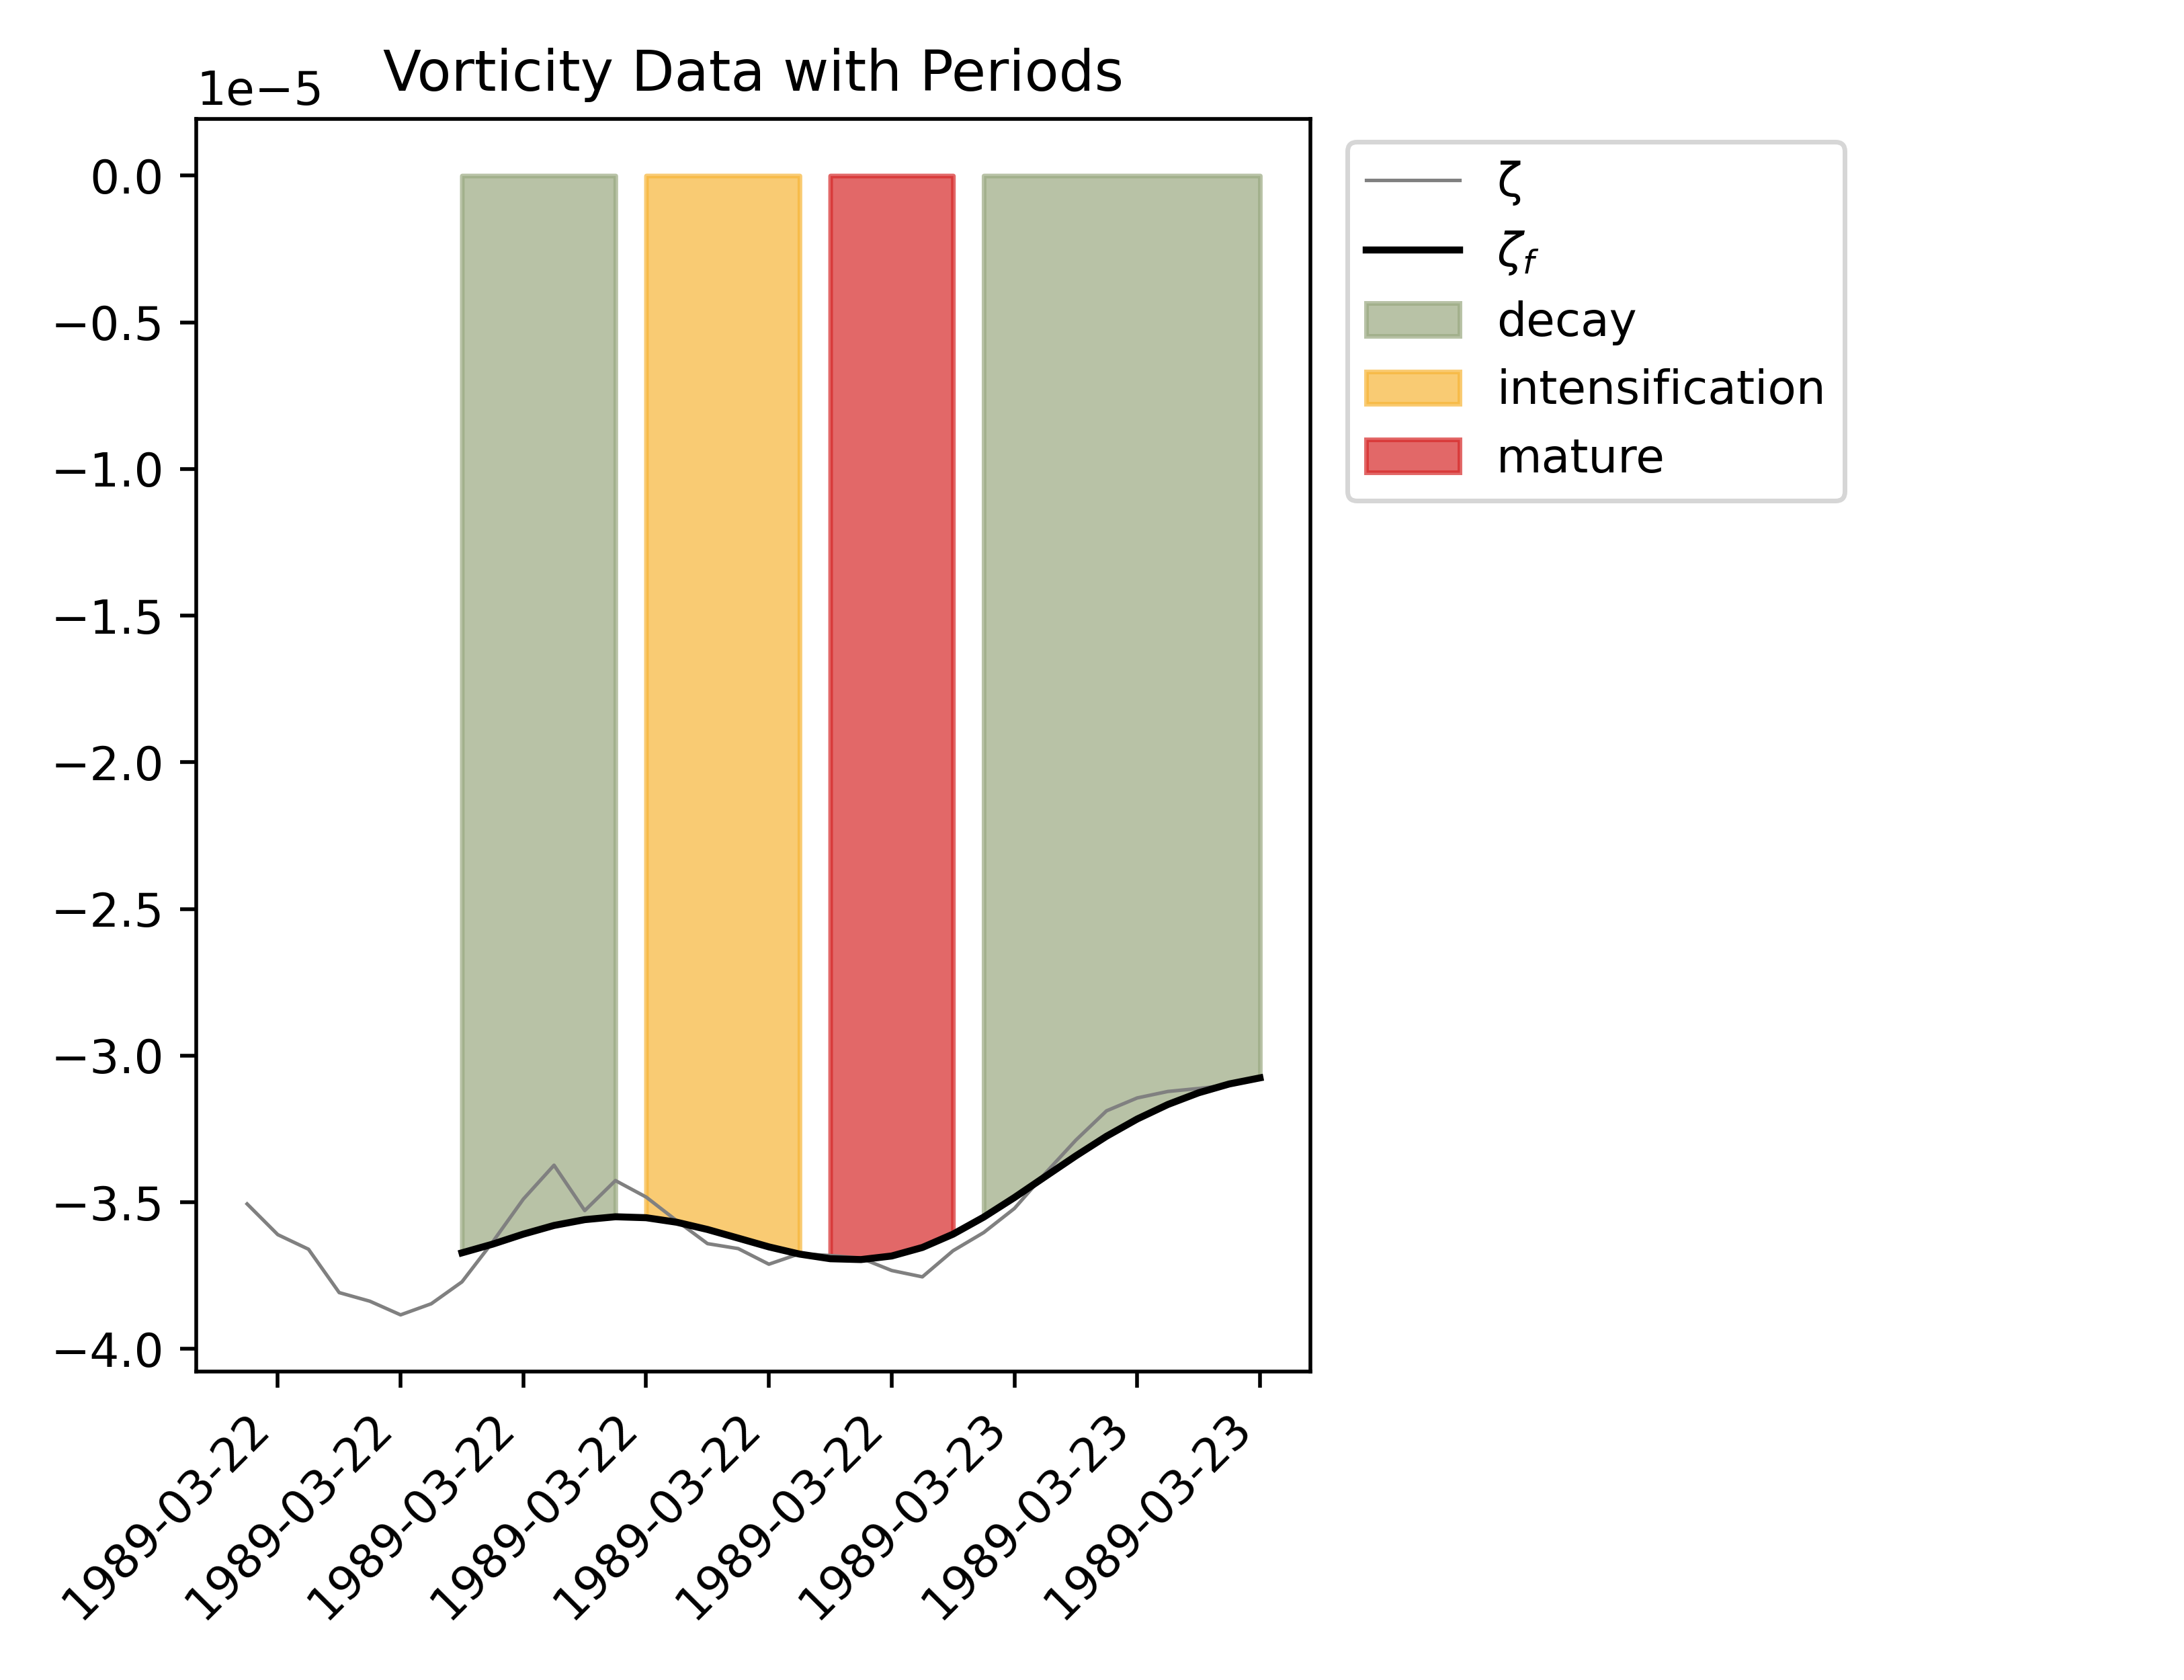 Vorticity Data with Periods
1e−5
0.0
−0.5
−1.0
−1.5
−2.0
−2.5
−3.0
−3.5
−4.0
1989-03-22
1989-03-22
1989-03-22
1989-03-22
1989-03-22
1989-03-22
1989-03-23
1989-03-23
1989-03-23
ζ
ζf
decay
intensification
mature